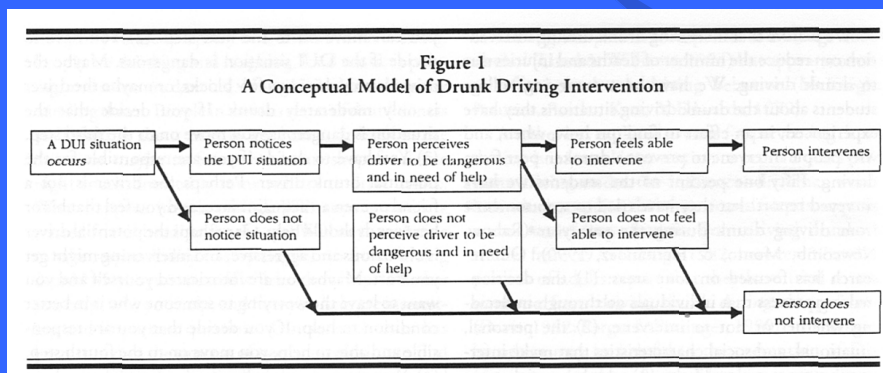 Figure 1
A Conceptual Model of Drunk Driving Intervention
A DUI situation
occurs
Person notices
the DUI situation
Person perceives
driver to be dangerous
and in need of help
Person feels able
to intervene
Person intervenes
Person does not
notice situation
Person does not
perceive driver to be
dangerous and in need
of help
Person does not feel
able to intervene
Person does
not intervene